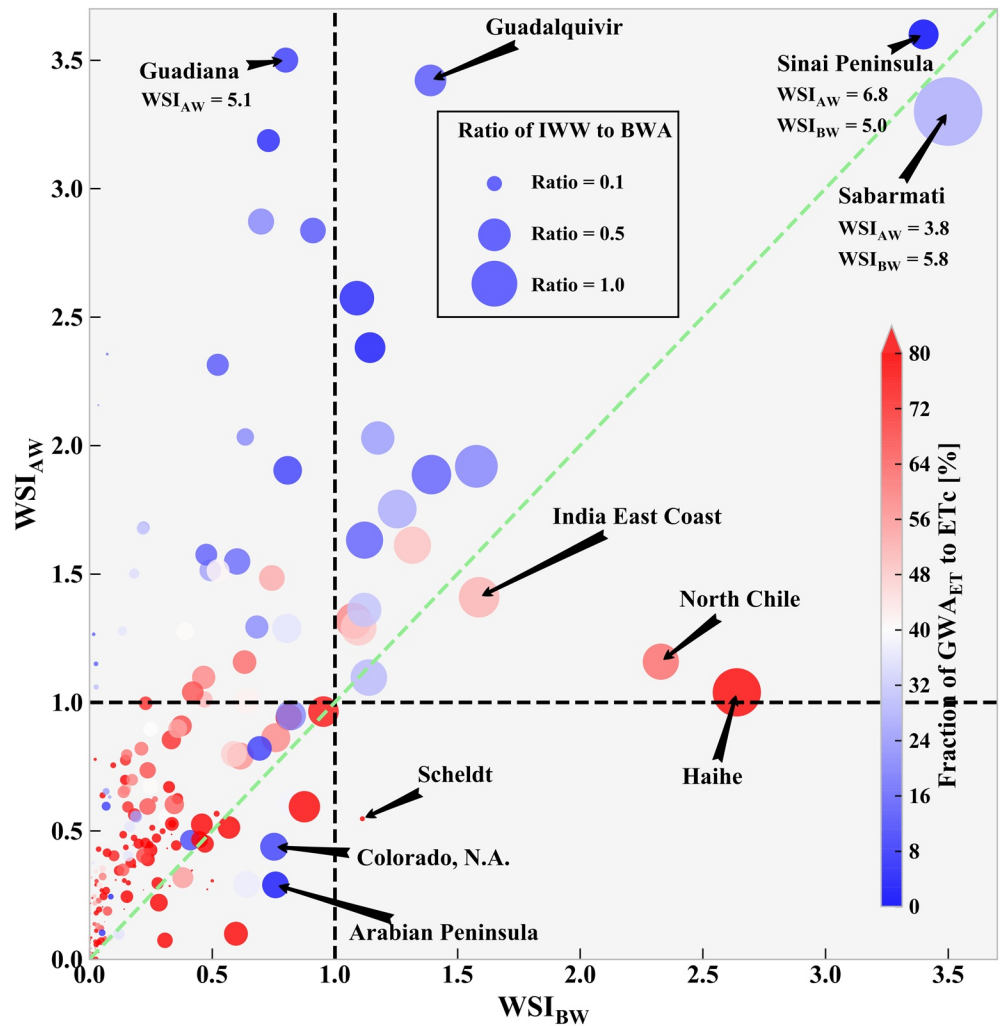 Guadalquivir
Guadiana
WSI_AW = 5.1
Sinai Peninsula
WSI_AW = 6.8
WSI_BW = 5.0
Sabarmati
WSI_AW = 3.8
WSI_BW = 5.8
Ratio of IWW to BWA
Ratio = 0.1
Ratio = 0.5
Ratio = 1.0
India East Coast
North Chile
Haihe
Scheldt
Colorado, N.A.
Arabian Peninsula
3.5
3.0
2.5
2.0
1.5
1.0
0.5
0.0
WSI_AW
0.0 0.5 1.0 1.5 2.0 2.5 3.0 3.5
WSI_BW
80
72
64
56
48
40
32
24
16
8
0
Fraction of GWA_ET to ETc [%]